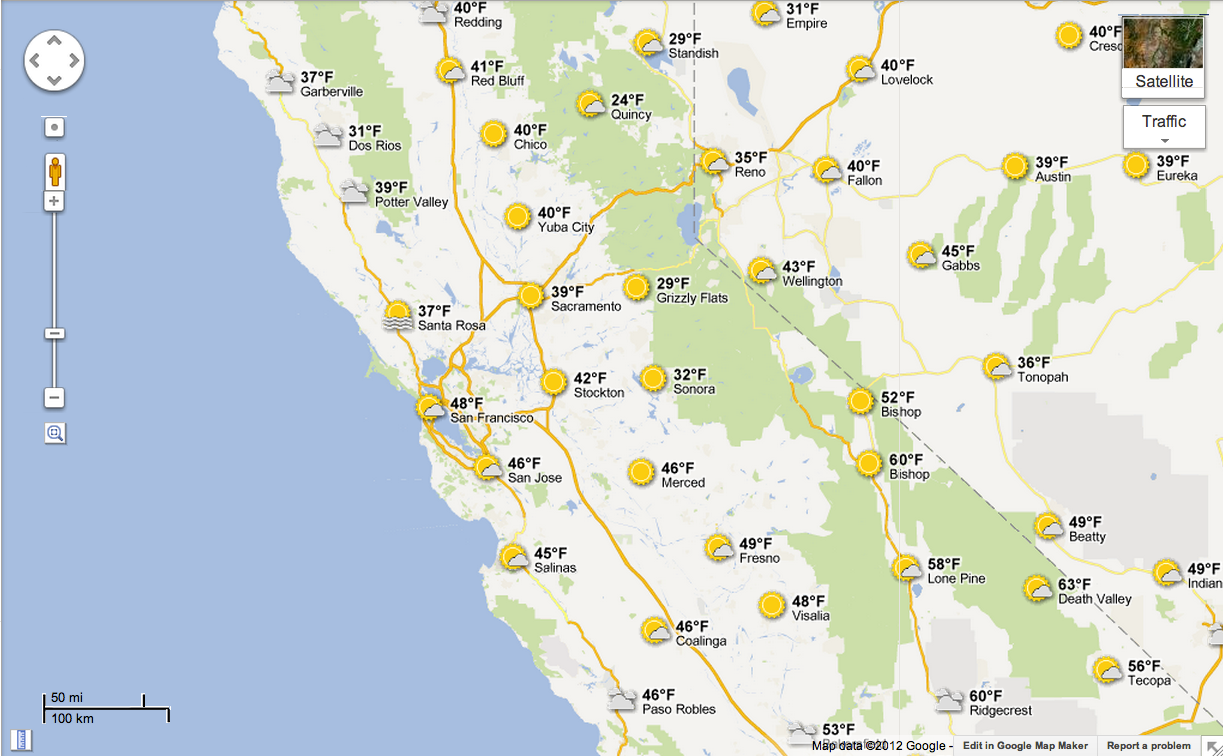 40°F
Redding
31°F
Empire
29°F
Standish
40°F
Satellite
41°F
Red Bluff
40°F
Lovelock
37°F
Garberville
24°F
Quincy
Traffic
31°F
Dos Rios
40°F
Chico
35°F
Reno
40°F
Fallon
39°F
Austin
39°F
Eureka
39°F
Potter Valley
40°F
Yuba City
45°F
Gabbs
43°F
Wellington
39°F
Sacramento
29°F
Grizzly Flats
37°F
Santa Rosa
36°F
Tonopah
42°F
Stockton
32°F
Sonora
52°F
Bishop
48°F
San Francisco
46°F
San Jose
46°F
Merced
60°F
Bishop
49°F
Beatty
45°F
Salinas
49°F
Fresno
58°F
Lone Pine
49°F
Indian
63°F
Death Valley
48°F
Visalia
46°F
Coalinga
56°F
Tecopa
46°F
Paso Robles
60°F
Ridgecrest
53°F
50 mi
100 km
Map data ©2012 Google - Edit in Google Map Maker Report a problem